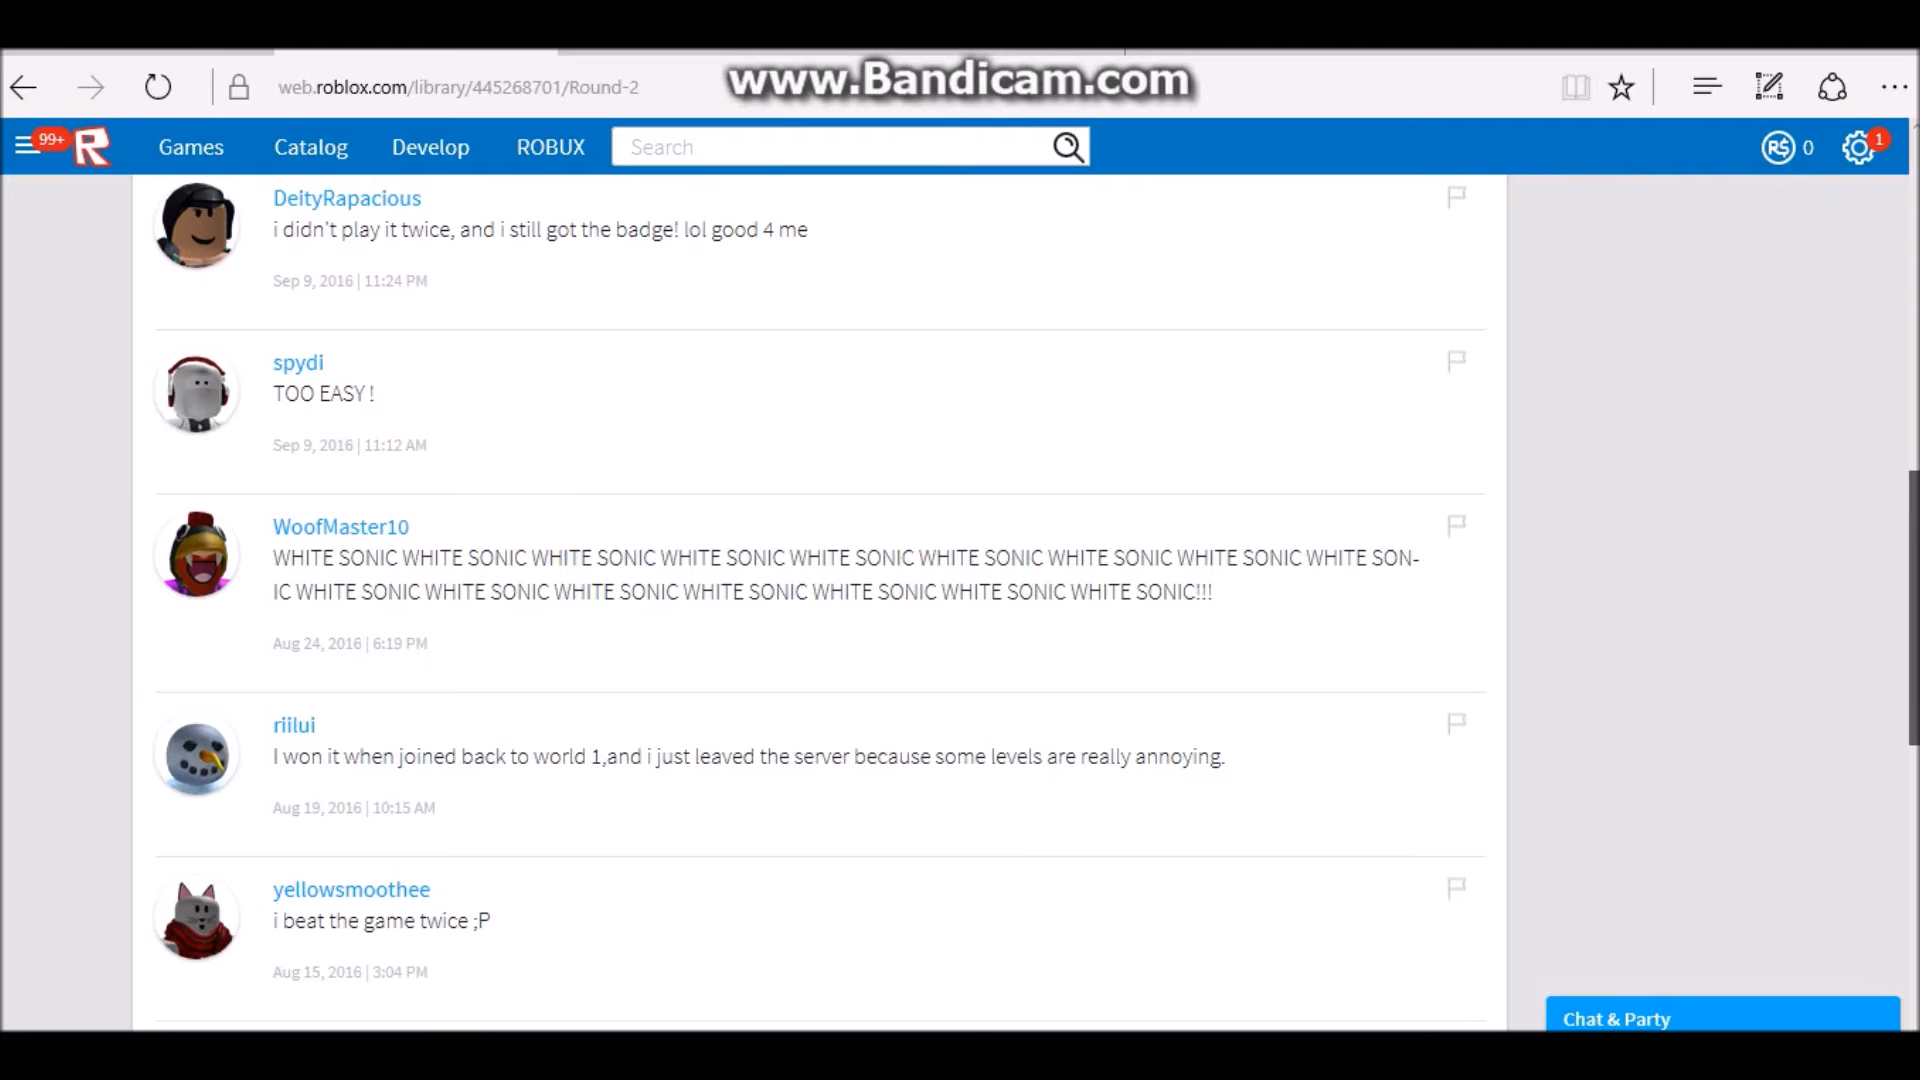 www.Bandicam.com
web.roblox.com/library/445268701/Round-2
99+
R
Games
Catalog
Develop
ROBUX
Search
R$ 0
1
DeityRapacious
i didn't play it twice, and i still got the badge! lol good 4 me
Sep 9, 2016 | 11:24 PM
spydi
TOO EASY !
Sep 9, 2016 | 11:12 AM
WoofMaster10
WHITE SONIC WHITE SONIC WHITE SONIC WHITE SONIC WHITE SONIC WHITE SONIC WHITE SONIC WHITE SONIC WHITE SON-
IC WHITE SONIC WHITE SONIC WHITE SONIC WHITE SONIC WHITE SONIC WHITE SONIC WHITE SONIC!!!
Aug 24, 2016 | 6:19 PM
riilui
I won it when joined back to world 1,and i just leaved the server because some levels are really annoying.
Aug 19, 2016 | 10:15 AM
yellowsmoothee
i beat the game twice ;P
Aug 15, 2016 | 3:04 PM
Chat & Party